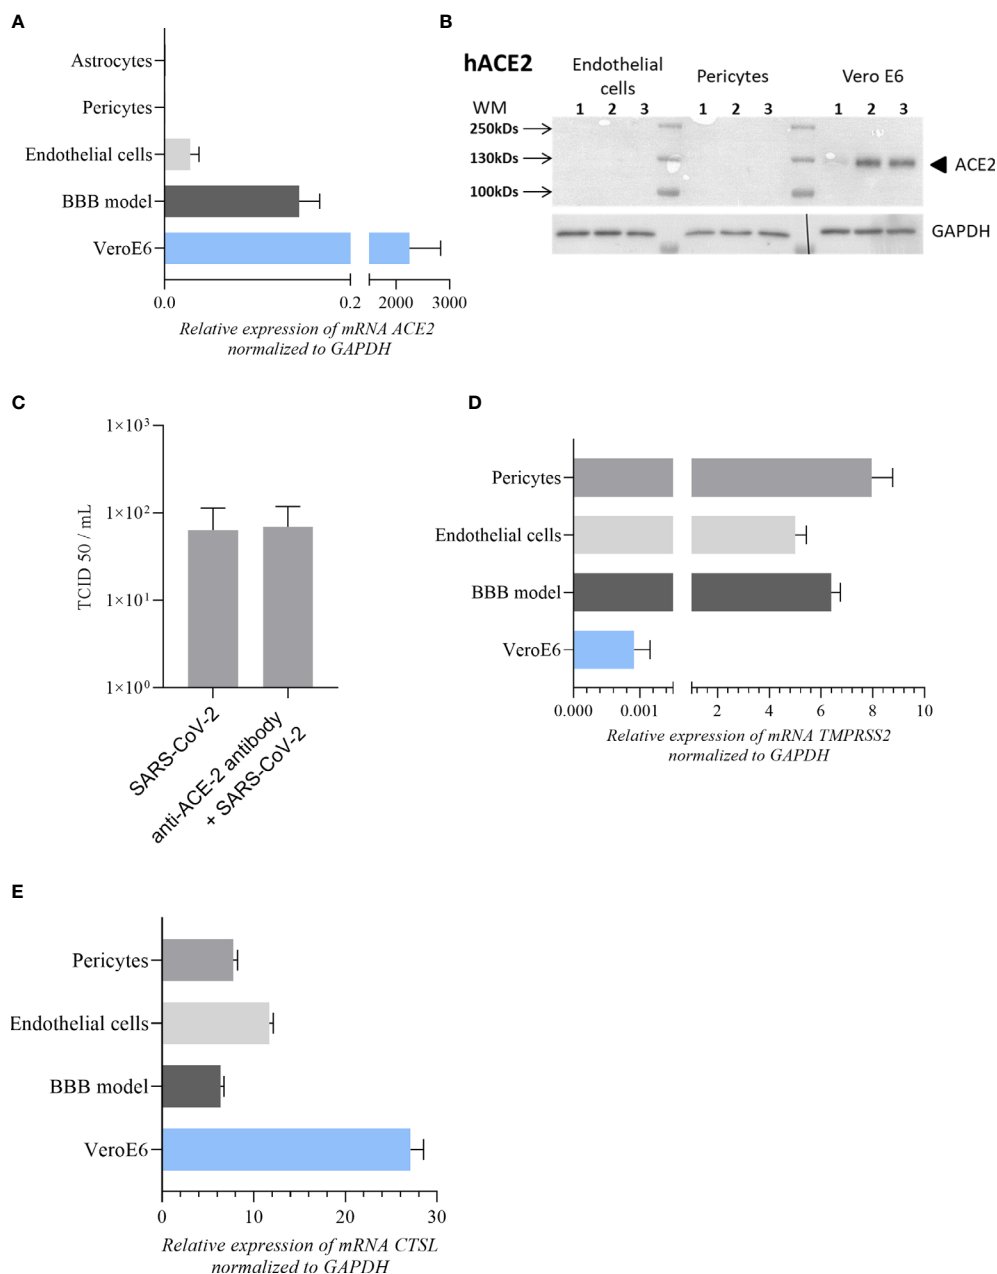 A
Astrocytes
Pericytes
Endothelial cells
BBB model
VeroE6
0.0 0.2 2000 3000
Relative expression of mRNA ACE2
normalized to GAPDH
B
hACE2
Endothelial
cells
Pericytes
Vero E6
WM 1 2 3 1 2 3 1 2 3
250kDs
130kDs
100kDs
ACE2
GAPDH
C
1×10³
1×10²
1×10¹
1×10⁰
TCID 50 / mL
SARS-CoV-2
anti-ACE-2 antibody
+ SARS-CoV-2
D
Pericytes
Endothelial cells
BBB model
VeroE6
0.000 0.001 2 4 6 8 10
Relative expression of mRNA TMPRSS2
normalized to GAPDH
E
Pericytes
Endothelial cells
BBB model
VeroE6
0 10 20 30
Relative expression of mRNA CTSL
normalized to GAPDH